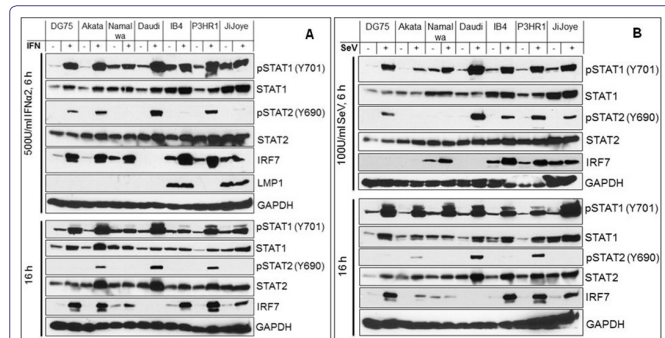 DG75 Akata Namal wa Daudi IB4 P3HR1 JiJoye
A
IFN - + - + - + - + - + - + - +
500U/ml IFNα2, 6 h
pSTAT1 (Y701)
STAT1
pSTAT2 (Y690)
STAT2
IRF7
LMP1
GAPDH
16 h
pSTAT1 (Y701)
STAT1
pSTAT2 (Y690)
STAT2
IRF7
GAPDH
DG75 Akata Namal wa Daudi IB4 P3HR1 JiJoye
B
SeV - + - + - + - + - + - + - +
100U/ml SeV, 6 h
pSTAT1 (Y701)
STAT1
pSTAT2 (Y690)
STAT2
IRF7
GAPDH
16 h
pSTAT1 (Y701)
STAT1
pSTAT2 (Y690)
STAT2
IRF7
GAPDH